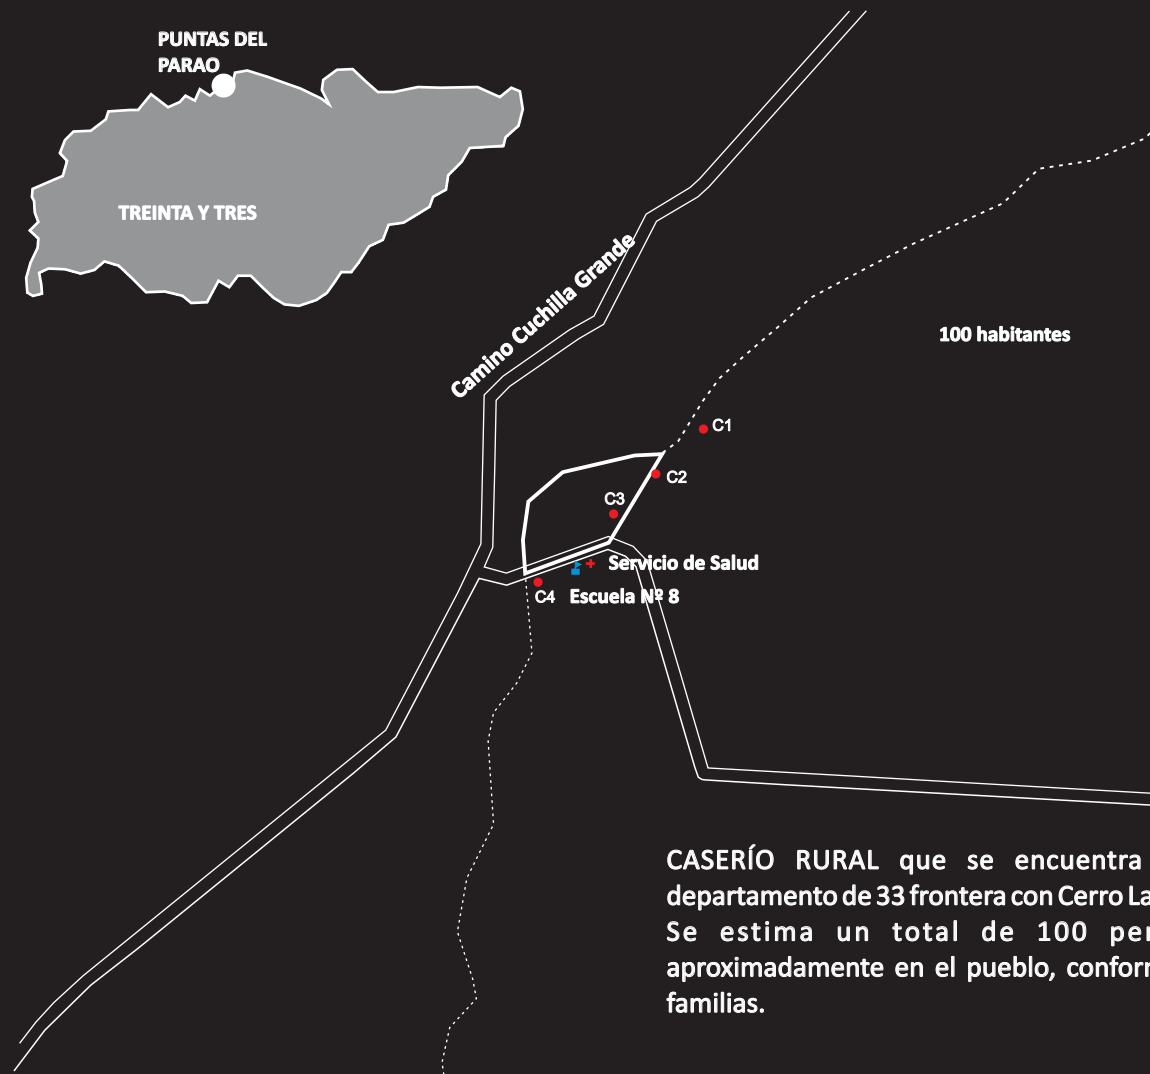 PUNTAS DEL
PARAO
TREINTA Y TRES
Camino Cuchilla Grande
100 habitantes
C1
C2
C3
Servicio de Salud
C4
Escuela Nº 8
CASERÍO RURAL que se encuentra
departamento de 33 frontera con Cerro
Se estima un total de 100
aproximadamente en el pueblo,
familias.